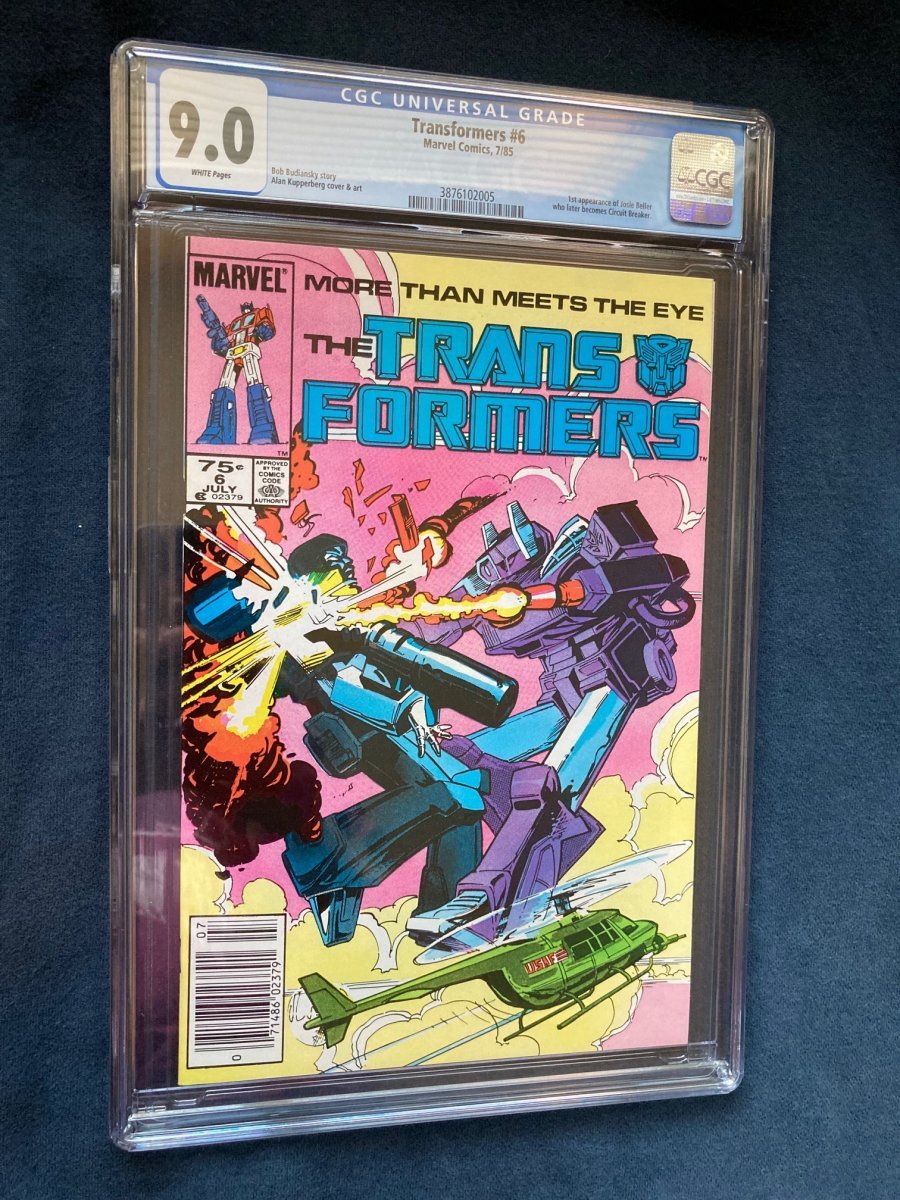 CGC UNIVERSAL GRADE
9.0
WHITE Pages
Transformers #6
Marvel Comics, 7/85
Bob Budiansky story
Alan Kupperberg cover & art
3876102005
1st appearance of Josie Beller
who later becomes Circuit Breaker.
CGC
MARVEL®
MORE THAN MEETS THE EYE
THE TRANS
FORMERS™
TM
75¢
6
JULY
02379
APPROVED
BY THE
COMICS
CODE
AUTHORITY
07
0 71486 02379